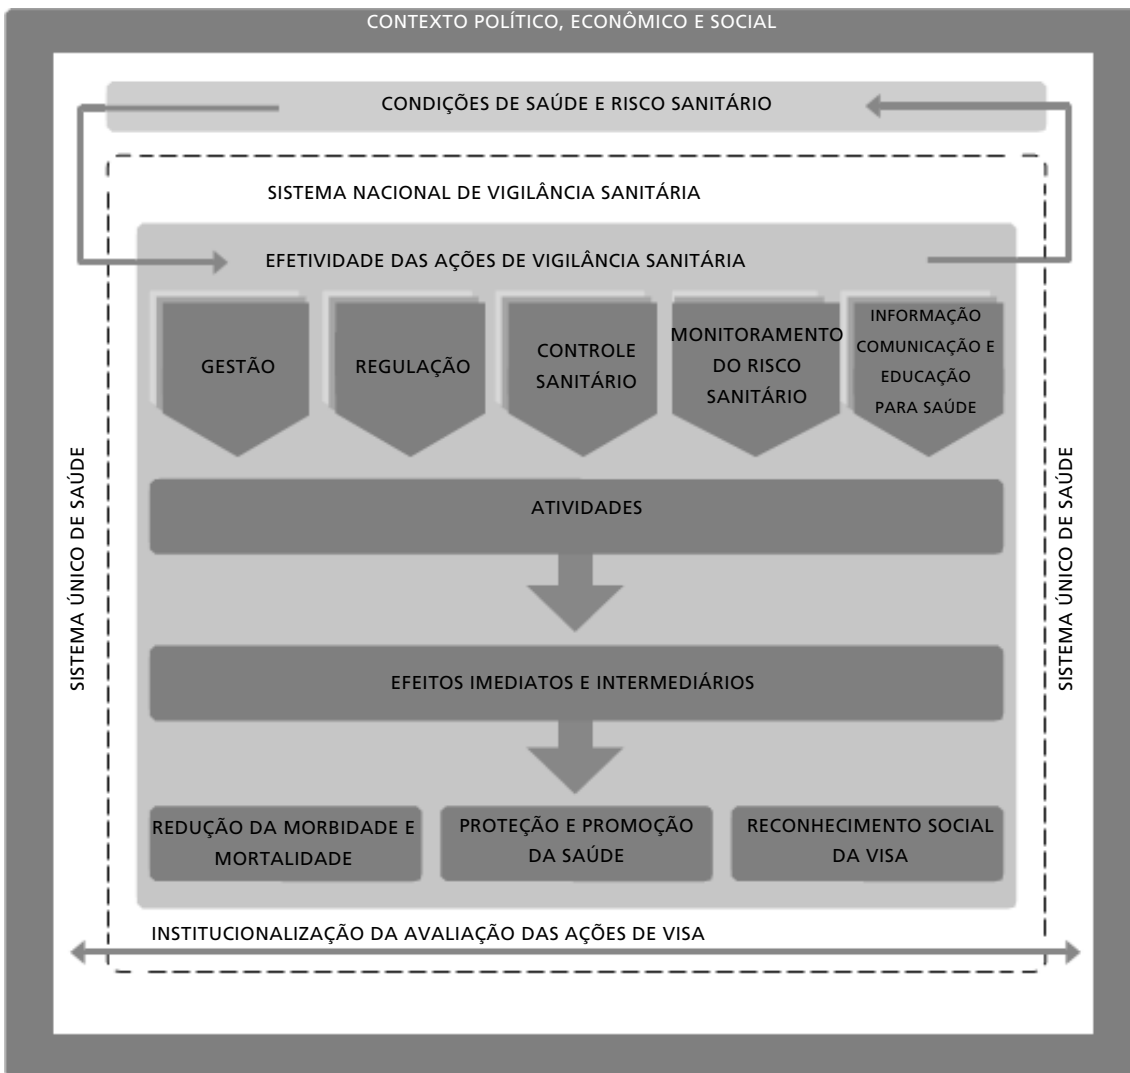 CONTEXTO POLÍTICO, ECONÔMICO E SOCIAL
CONDIÇÕES DE SAÚDE E RISCO SANITÁRIO
SISTEMA NACIONAL DE VIGILÂNCIA SANITÁRIA
EFETIVIDADE DAS AÇÕES DE VIGILÂNCIA SANITÁRIA
GESTÃO
REGULAÇÃO
CONTROLE
SANITÁRIO
MONITORAMENTO
DO RISCO
SANITÁRIO
INFORMAÇÃO
COMUNICAÇÃO E
EDUCAÇÃO
PARA SAÚDE
SISTEMA ÚNICO DE SAÚDE
SISTEMA ÚNICO DE SAÚDE
ATIVIDADES
EFEITOS IMEDIATOS E INTERMEDIÁRIOS
REDUÇÃO DA MORBIDADE E
MORTALIDADE
PROTEÇÃO E PROMOÇÃO
DA SAÚDE
RECONHECIMENTO SOCIAL
DA VISA
INSTITUCIONALIZAÇÃO DA AVALIAÇÃO DAS AÇÕES DE VISA